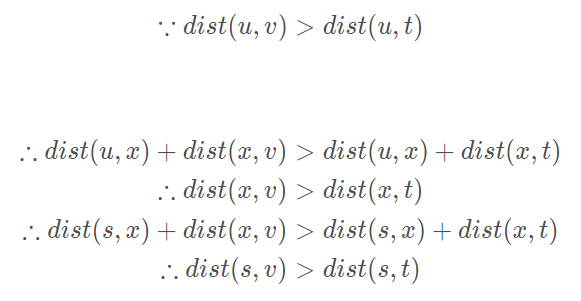 ∵ dist(u, v) > dist(u, t)
∴ dist(u, x) + dist(x, v) > dist(u, x) + dist(x, t)
∴ dist(x, v) > dist(x, t)
∴ dist(s, x) + dist(x, v) > dist(s, x) + dist(x, t)
∴ dist(s, v) > dist(s, t)